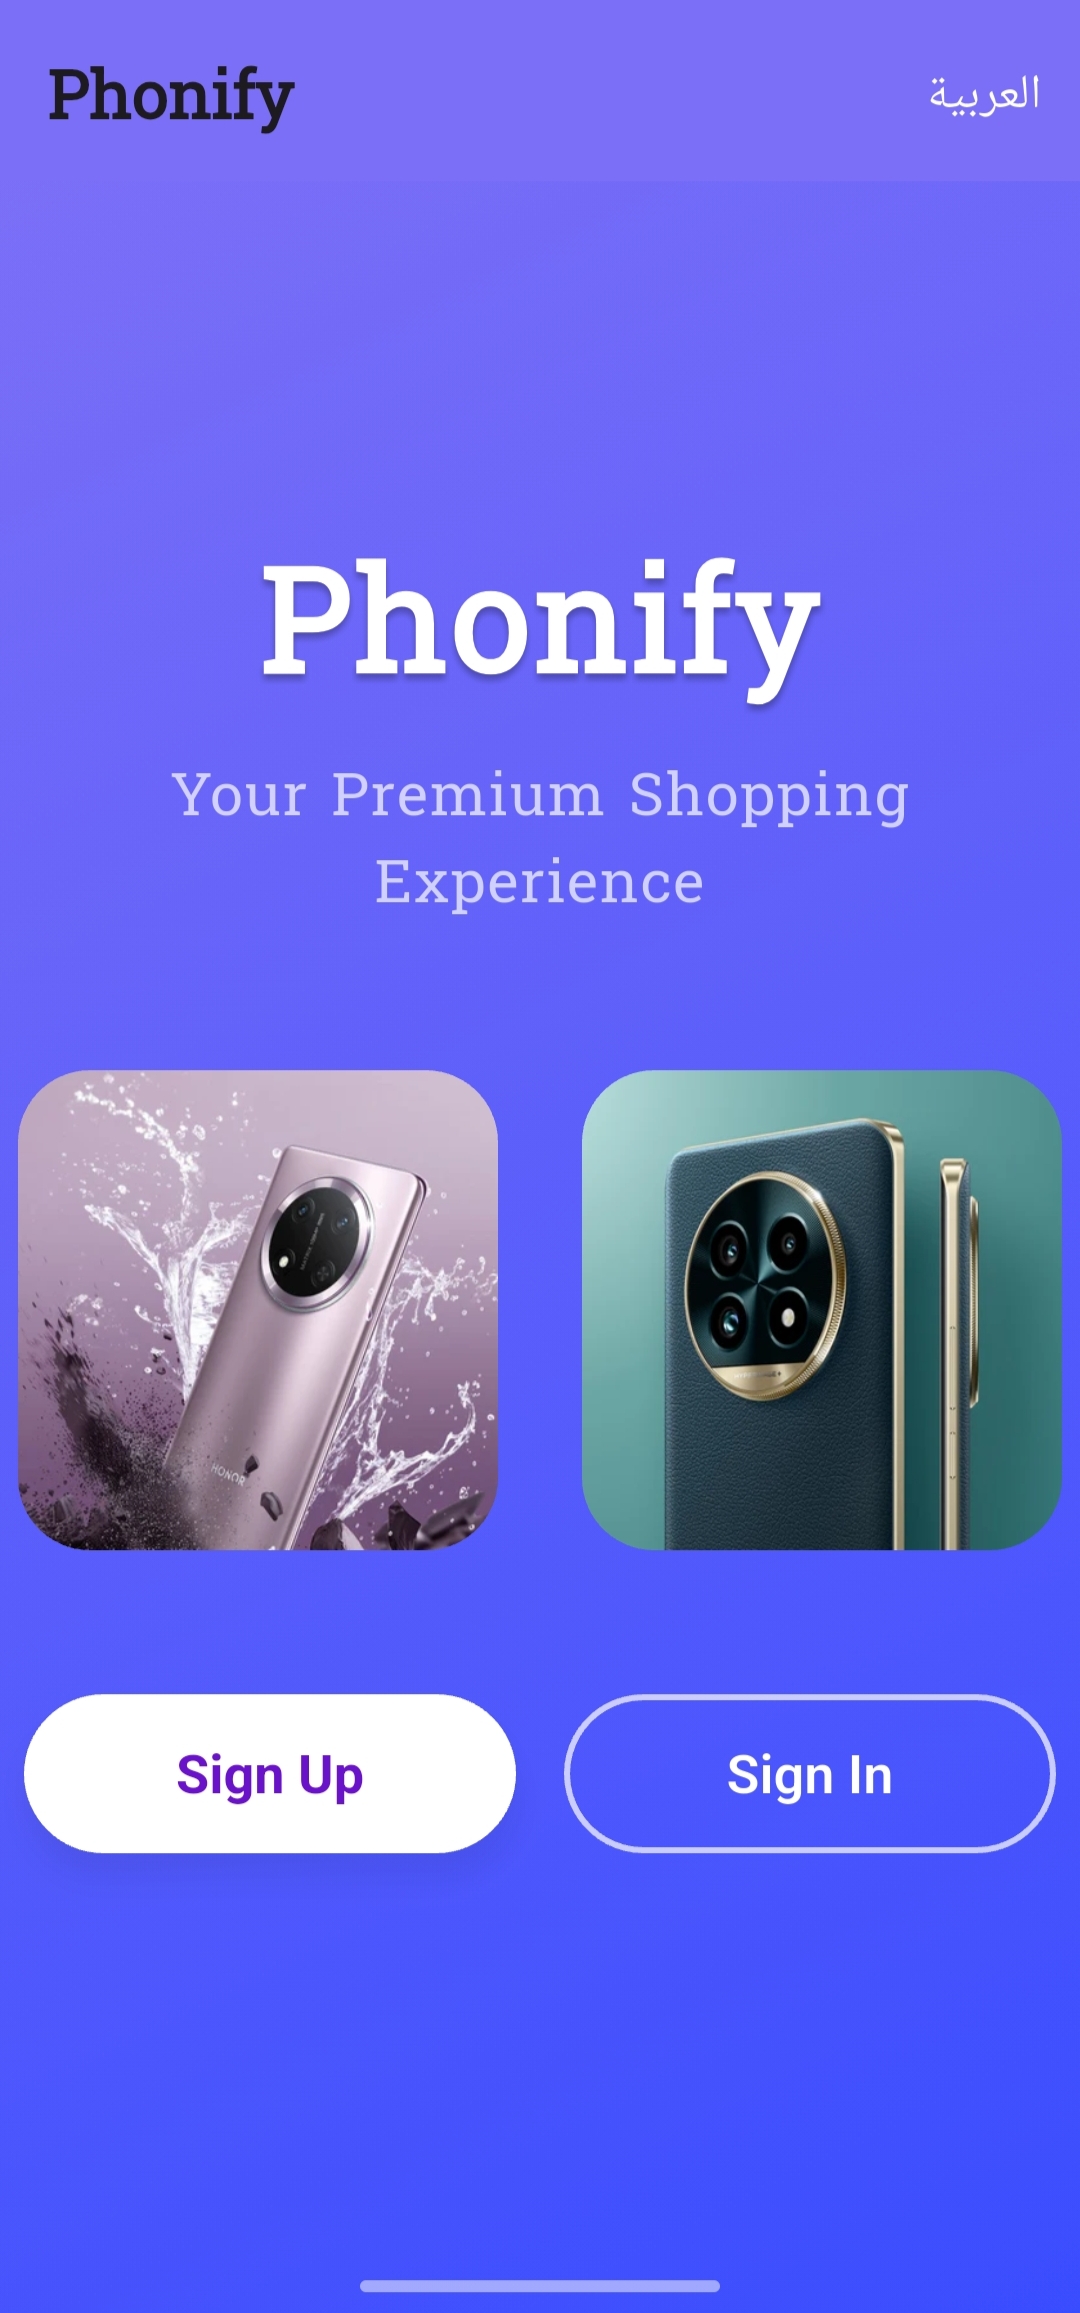 Phonify
العربية
Phonify
Your Premium Shopping
Experience
HONOR
Sign Up
Sign In